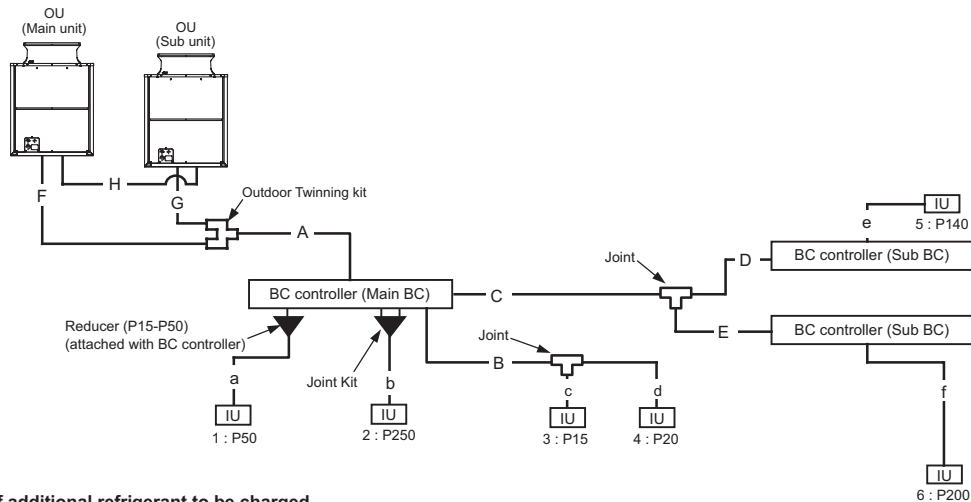 OU
(Main unit)
OU
(Sub unit)
F
H
G
Outdoor Twinning kit
A
IU
5 : P140
e
BC controller (Sub BC)
Joint
D
BC controller (Main BC)
C
BC controller (Sub BC)
E
Reducer (P15-P50)
(attached with BC controller)
Joint
B
a
Joint Kit
b
c
d
f
IU
1 : P50
IU
2 : P250
IU
3 : P15
IU
4 : P20
IU
6 : P200
f additional refrigerant to be charged